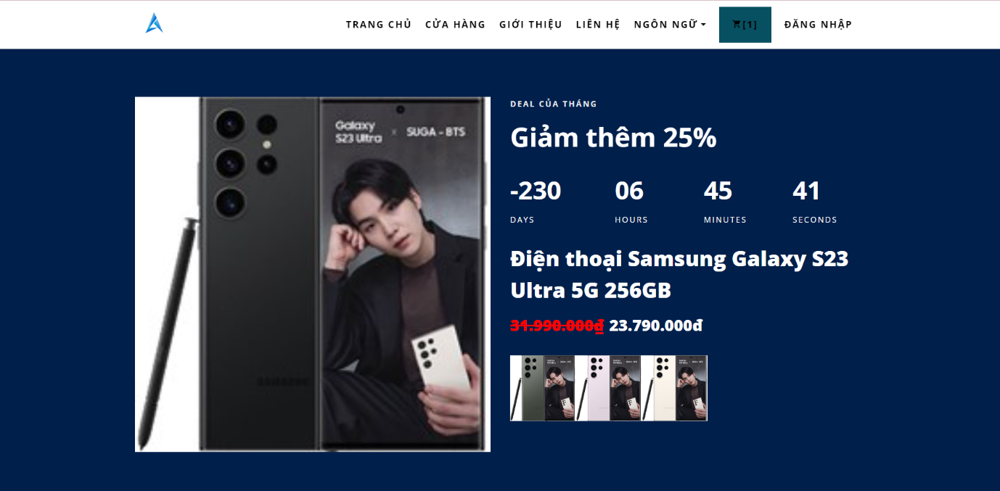 TRANG CHỦ CỬA HÀNG GIỚI THIỆU LIÊN HỆ NGÔN NGỮ [1] ĐĂNG NHẬP
Galaxy
S23 Ultra x SUGA - BTS
SAMSUNG
DEAL CỦA THÁNG
Giảm thêm 25%
-230 06 45 41
DAYS HOURS MINUTES SECONDS
Điện thoại Samsung Galaxy S23
Ultra 5G 256GB
31.990.000₫ 23.790.000đ